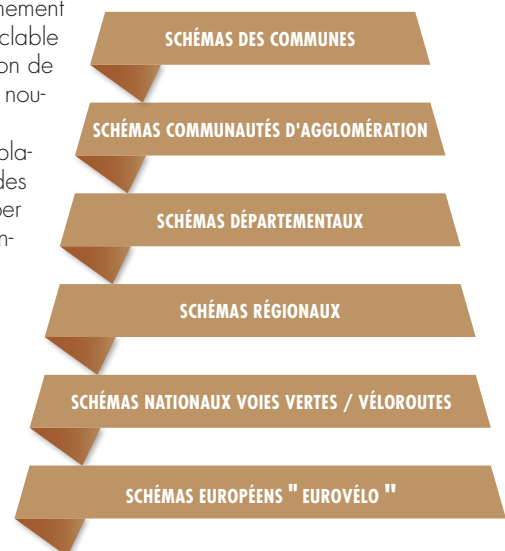 nement
clable
on de
nou-
pla-
des
per
n-
SCHÉMAS DES COMMUNES
SCHÉMAS COMMUNAUTÉS D'AGGLOMÉRATION
SCHÉMAS DÉPARTEMENTAUX
SCHÉMAS RÉGIONAUX
SCHÉMAS NATIONAUX VOIES VERTES / VÉLOROUTES
SCHÉMAS EUROPÉENS " EUROVÉLO "